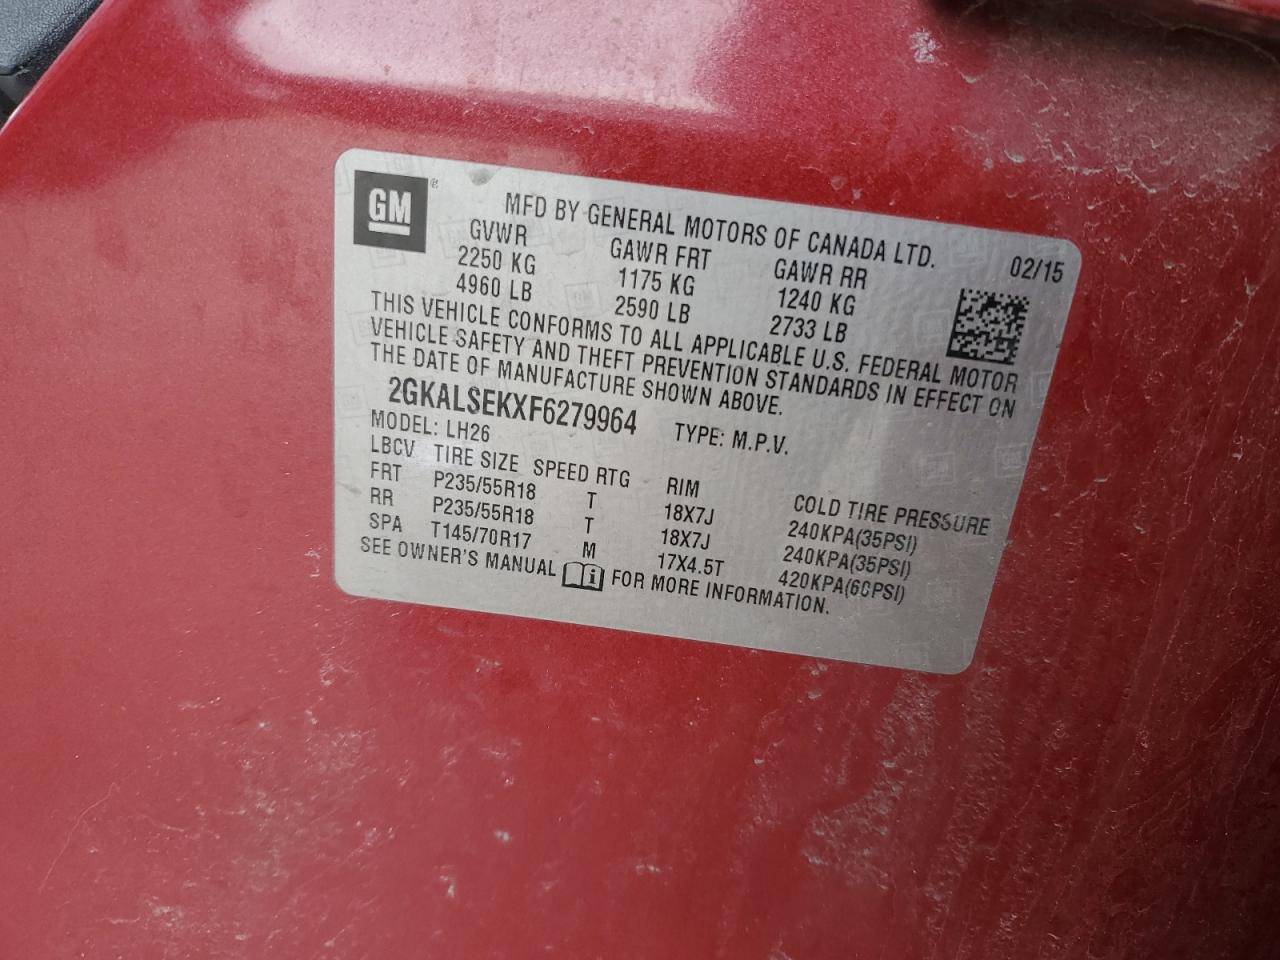 GM®
MFD BY GENERAL MOTORS OF CANADA LTD.
GVWR GAWR FRT GAWR RR 02/15
2250 KG 1175 KG 1240 KG
4960 LB 2590 LB 2733 LB
THIS VEHICLE CONFORMS TO ALL APPLICABLE U.S. FEDERAL MOTOR
VEHICLE SAFETY AND THEFT PREVENTION STANDARDS IN EFFECT ON
THE DATE OF MANUFACTURE SHOWN ABOVE.
2GKALSEKXF6279964 TYPE: M.P.V.
MODEL: LH26
LBCV TIRE SIZE SPEED RTG RIM COLD TIRE PRESSURE
FRT P235/55R18 T 18X7J 240KPA(35PSI)
RR P235/55R18 T 18X7J 240KPA(35PSI)
SPA T145/70R17 M 17X4.5T 420KPA(60PSI)
SEE OWNER'S MANUAL FOR MORE INFORMATION.